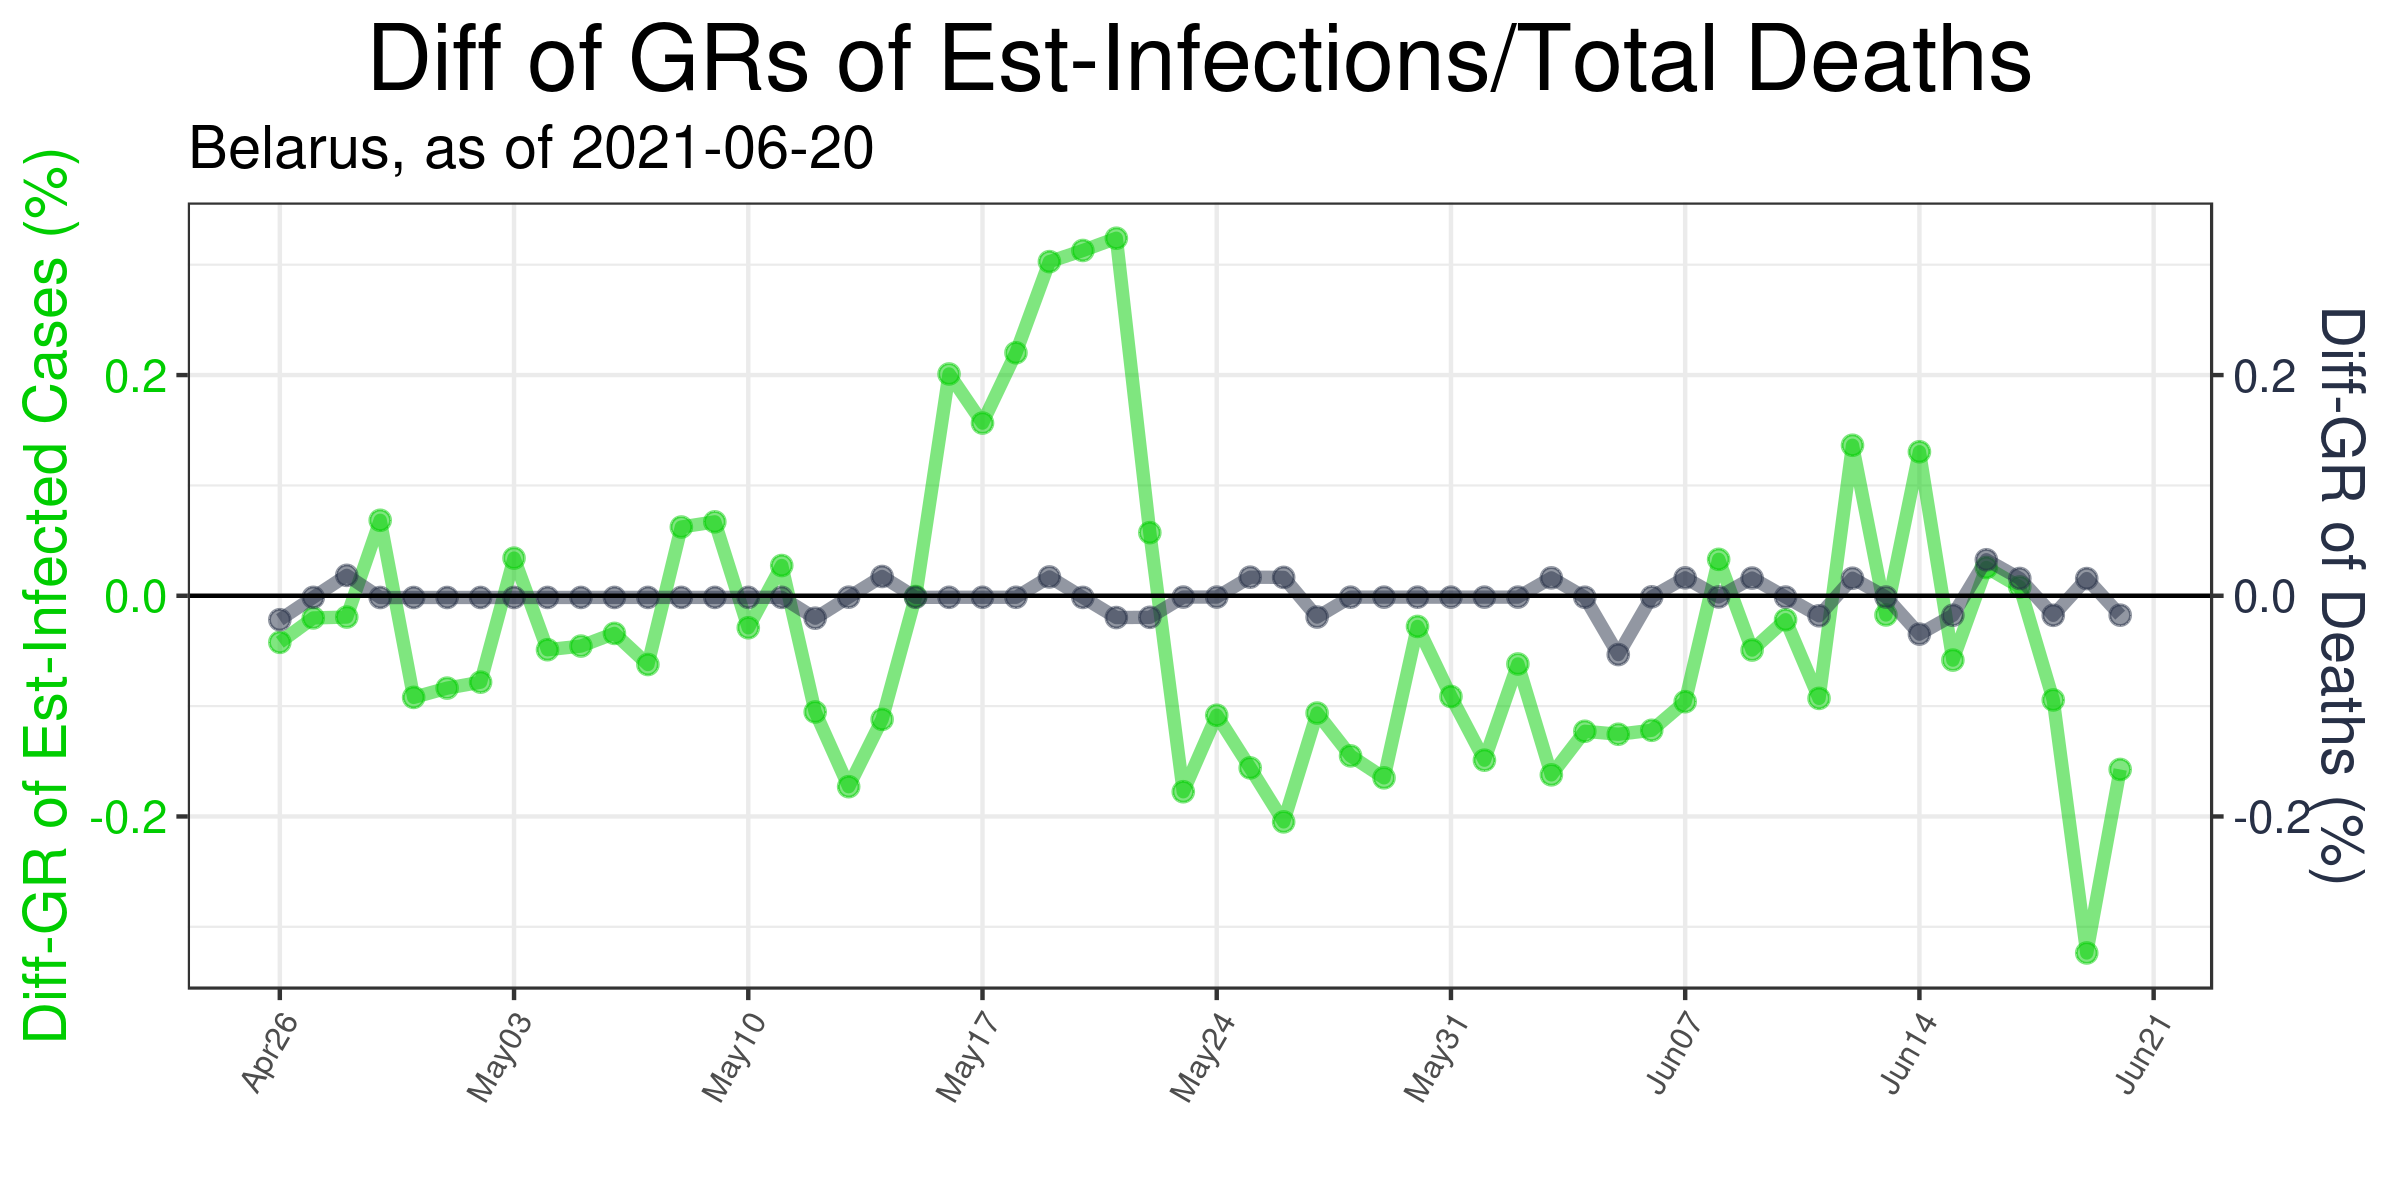 Diff of GRs of Est-Infections/Total Deaths
Belarus, as of 2021-06-20
Diff-GR of Est-Infected Cases (%)
0.2
0.0
-0.2
0.2
0.0
-0.2
Diff-GR of Deaths (%)
Apr26
May03
May10
May17
May24
May31
Jun07
Jun14
Jun21